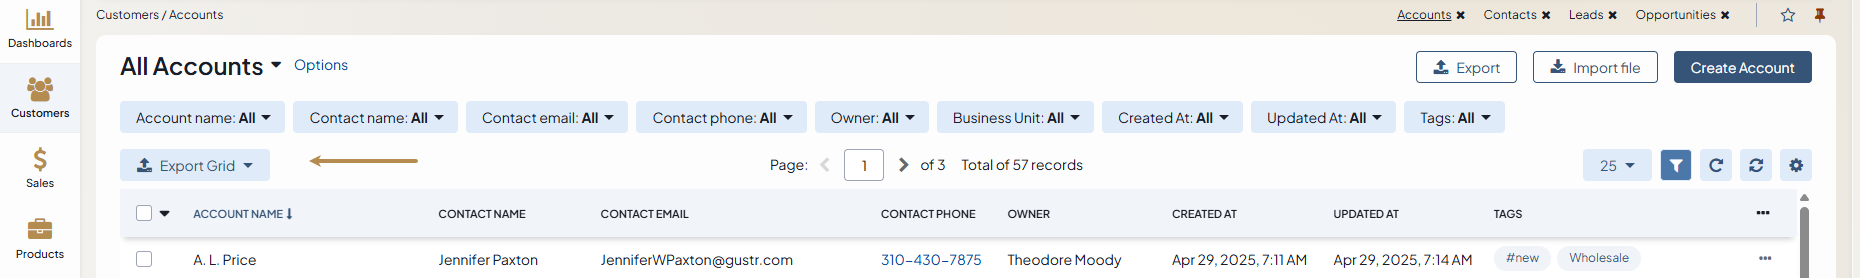 Dashboards
Customers
Sales
Products
Customers / Accounts
Accounts Contacts Leads Opportunities
All Accounts Options
Export Import file Create Account
Account name: All Contact name: All Contact email: All Contact phone: All Owner: All Business Unit: All Created At: All Updated At: All Tags: All
Export Grid Page: 1 of 3 Total of 57 records 25
ACCOUNT NAME CONTACT NAME CONTACT EMAIL CONTACT PHONE OWNER CREATED AT UPDATED AT TAGS
A. L. Price Jennifer Paxton JenniferWPaxton@gustr.com 310-430-7875 Theodore Moody Apr 29, 2025, 7:11 AM Apr 29, 2025, 7:14 AM #new Wholesale